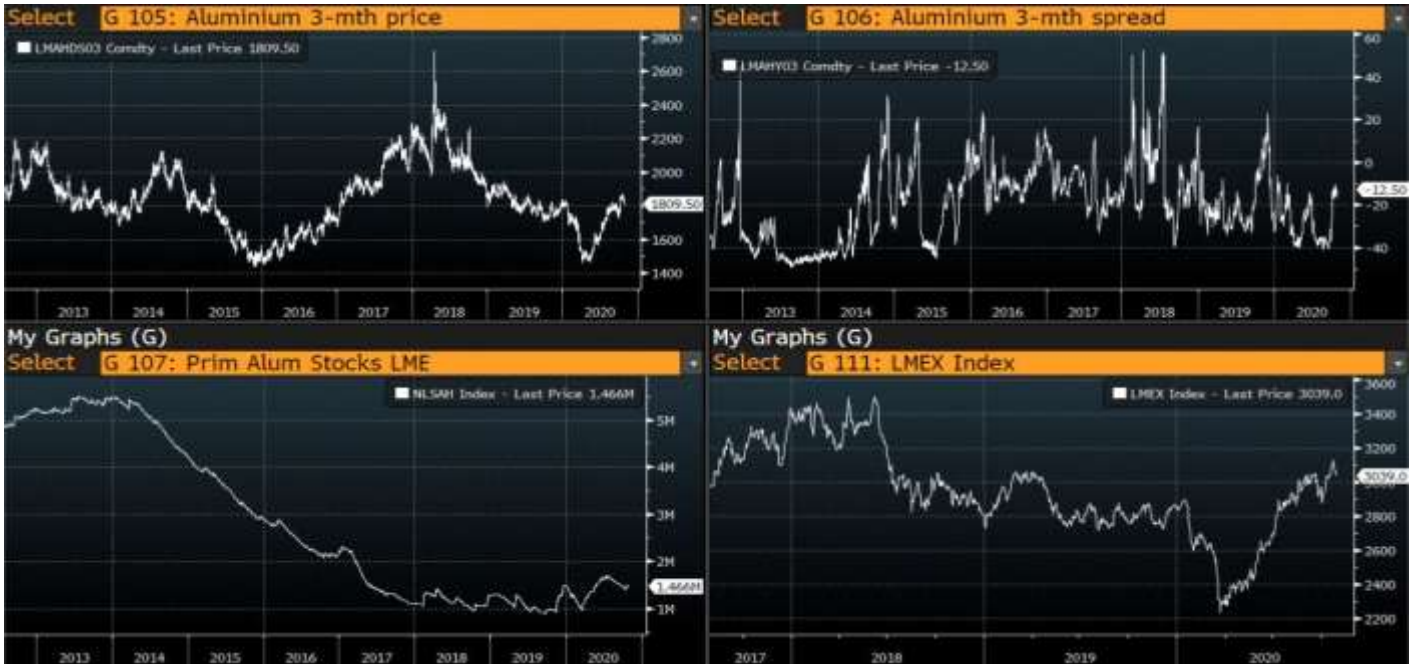 Select G 105: Aluminium 3-mth price
LMAHDS03 Comdty - Last Price 1809.50
2800
2600
2400
2200
2000
1809.50
1600
1400
2013 2014 2015 2016 2017 2018 2019 2020
Select G 106: Aluminium 3-mth spread
LMAHY03 Comdty - Last Price -12.50
60
40
20
0
-12.50
-20
-40
2013 2014 2015 2016 2017 2018 2019 2020
My Graphs (G)
Select G 107: Prim Alum Stocks LME
NLSAH Index - Last Price 1.466M
5M
4M
3M
2M
1.466M
1M
2013 2014 2015 2016 2017 2018 2019 2020
My Graphs (G)
Select G 111: LMEX Index
LMEX Index - Last Price 3039.0
3600
3400
3200
3039.0
2800
2600
2400
2200
2017 2018 2019 2020